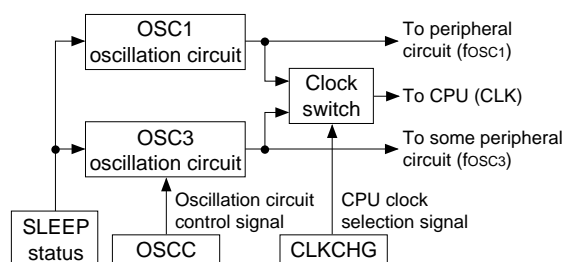 OSC1
oscillation circuit
To peripheral
circuit (fOSC1)
Clock
switch
To CPU (CLK)
OSC3
oscillation circuit
To some peripheral
circuit (fOSC3)
Oscillation circuit
control signal
CPU clock
selection signal
SLEEP
status
OSCC
CLKCHG